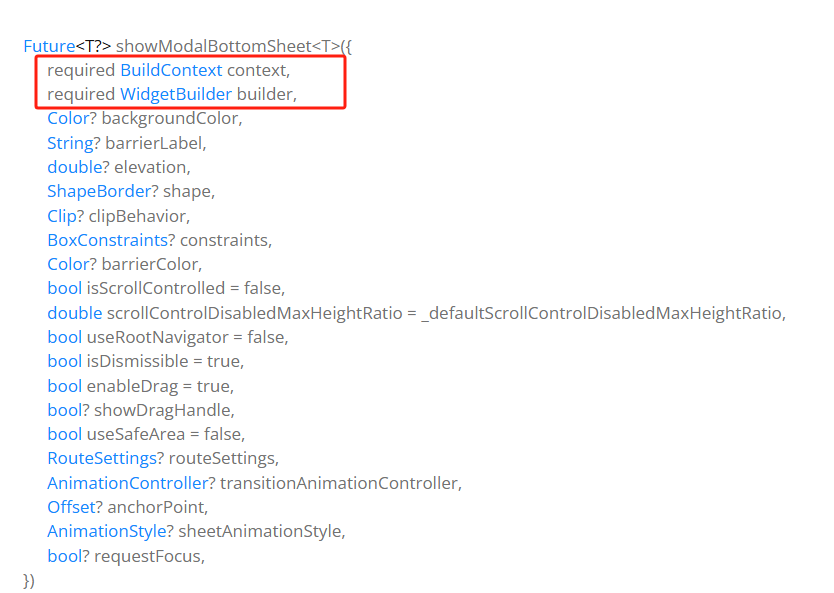 Future<T?> showModalBottomSheet<T>({
required BuildContext context,
required WidgetBuilder builder,
Color? backgroundColor,
String? barrierLabel,
double? elevation,
ShapeBorder? shape,
Clip? clipBehavior,
BoxConstraints? constraints,
Color? barrierColor,
bool isScrollControlled = false,
double scrollControlDisabledMaxHeightRatio = _defaultScrollControlDisabledMaxHeightRatio,
bool useRootNavigator = false,
bool isDismissible = true,
bool enableDrag = true,
bool? showDragHandle,
bool useSafeArea = false,
RouteSettings? routeSettings,
AnimationController? transitionAnimationController,
Offset? anchorPoint,
AnimationStyle? sheetAnimationStyle,
bool? requestFocus,
})